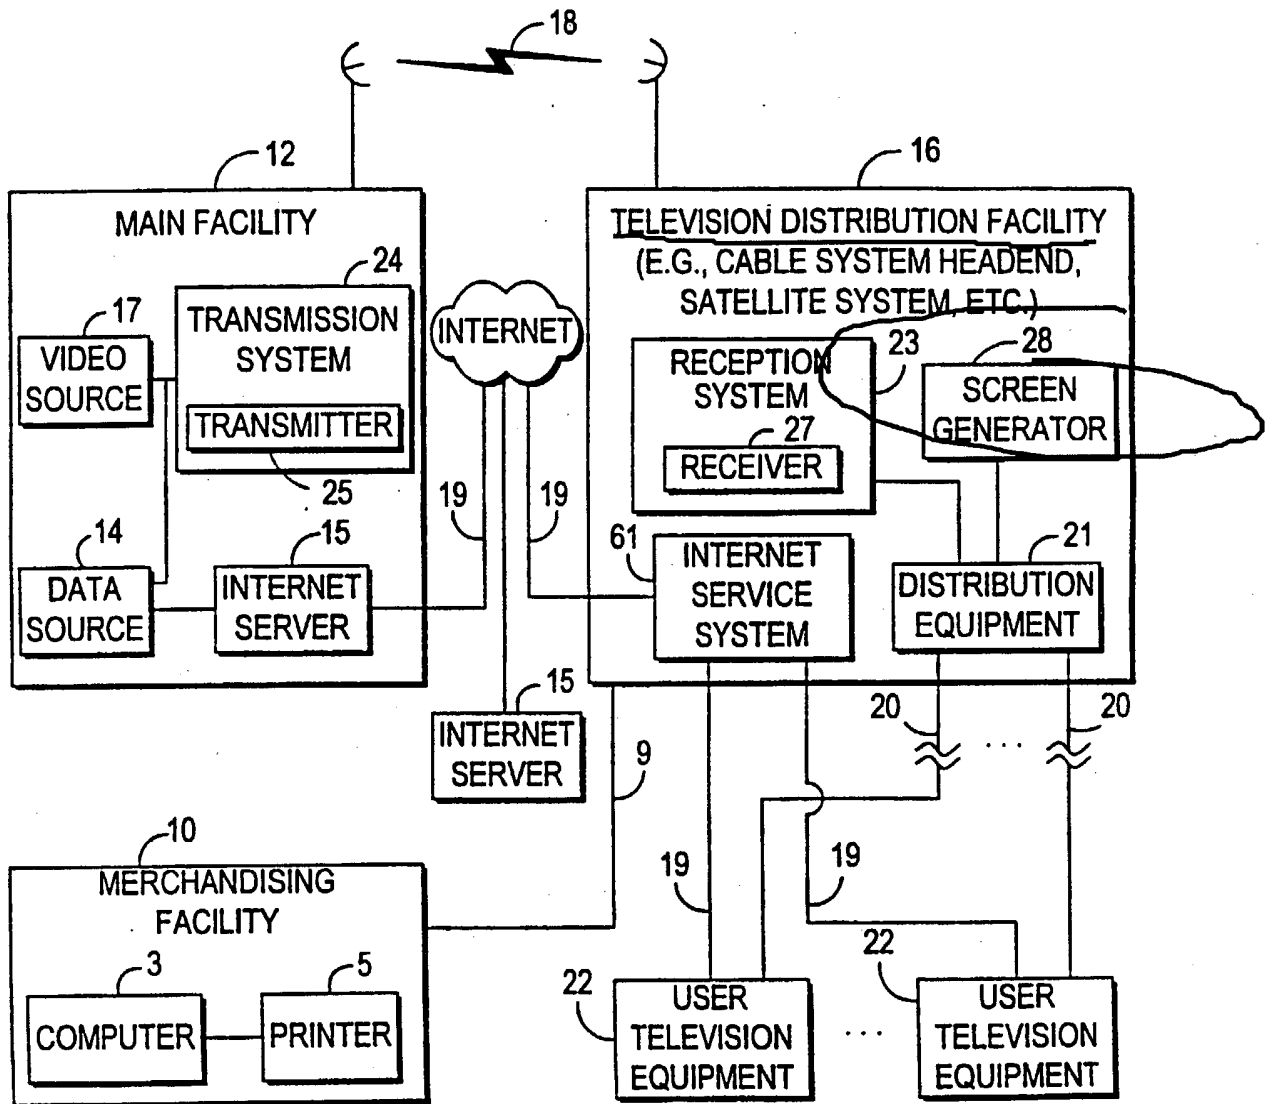 18
12
16
MAIN FACILITY
TELEVISION DISTRIBUTION FACILITY
(E.G., CABLE SYSTEM HEADEND,
SATELLITE SYSTEM, ETC.)
24
17
TRANSMISSION
SYSTEM
VIDEO
SOURCE
TRANSMITTER
25
INTERNET
23
28
RECEPTION
SYSTEM
27
RECEIVER
SCREEN
GENERATOR
19
19
14
15
DATA
SOURCE
INTERNET
SERVER
61
INTERNET
SERVICE
SYSTEM
21
DISTRIBUTION
EQUIPMENT
15
INTERNET
SERVER
9
20
...
20
10
MERCHANDISING
FACILITY
3
5
COMPUTER
PRINTER
19
19
22
USER
TELEVISION
EQUIPMENT
...
22
USER
TELEVISION
EQUIPMENT